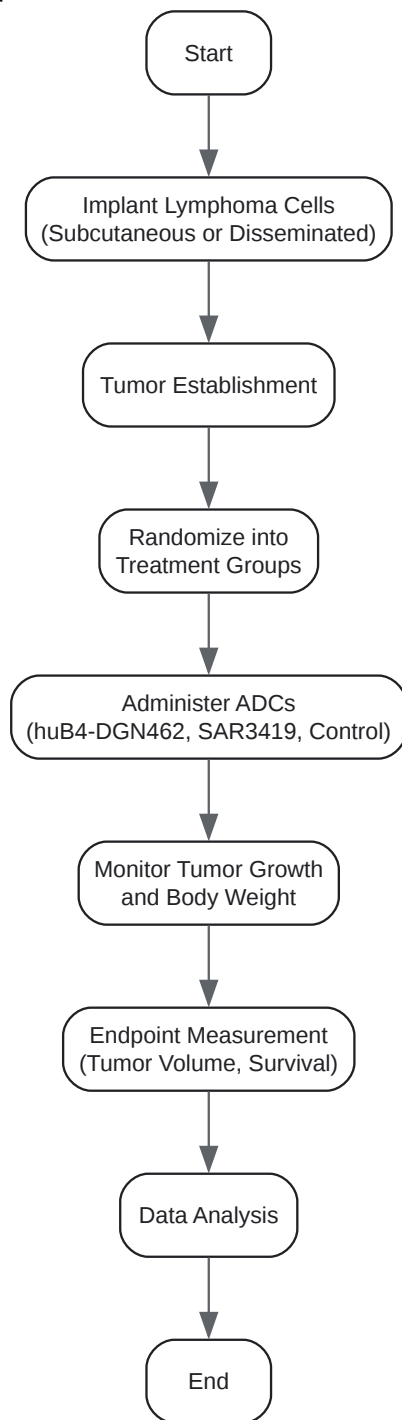 Start
Implant Lymphoma Cells
(Subcutaneous or Disseminated)
Tumor Establishment
Randomize into
Treatment Groups
Administer ADCs
(huB4-DGN462, SAR3419, Control)
Monitor Tumor Growth
and Body Weight
Endpoint Measurement
(Tumor Volume, Survival)
Data Analysis
End